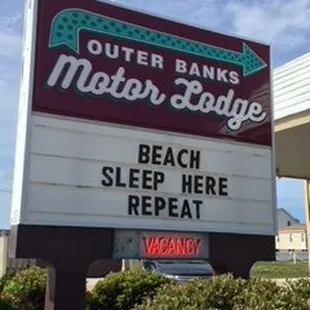 OUTER BANKS
Motor Lodge
BEACH
SLEEP HERE
REPEAT
VACANCY